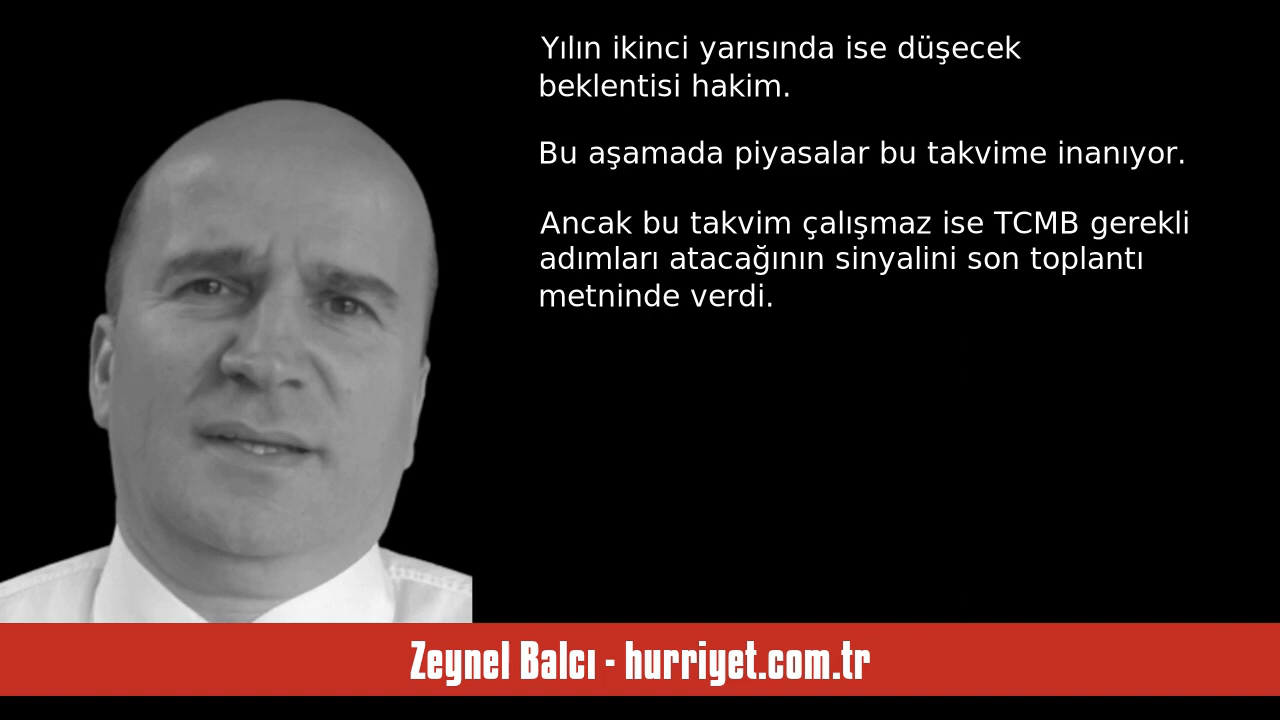 Yılın ikinci yarısında ise düşecek
beklentisi hakim.
Bu aşamada piyasalar bu takvime inanıyor.
Ancak bu takvim çalışmaz ise TCMB gerekli
adımları atacağının sinyalini son toplantı
metninde verdi.
Zeynel Balcı - hurriyet.com.tr